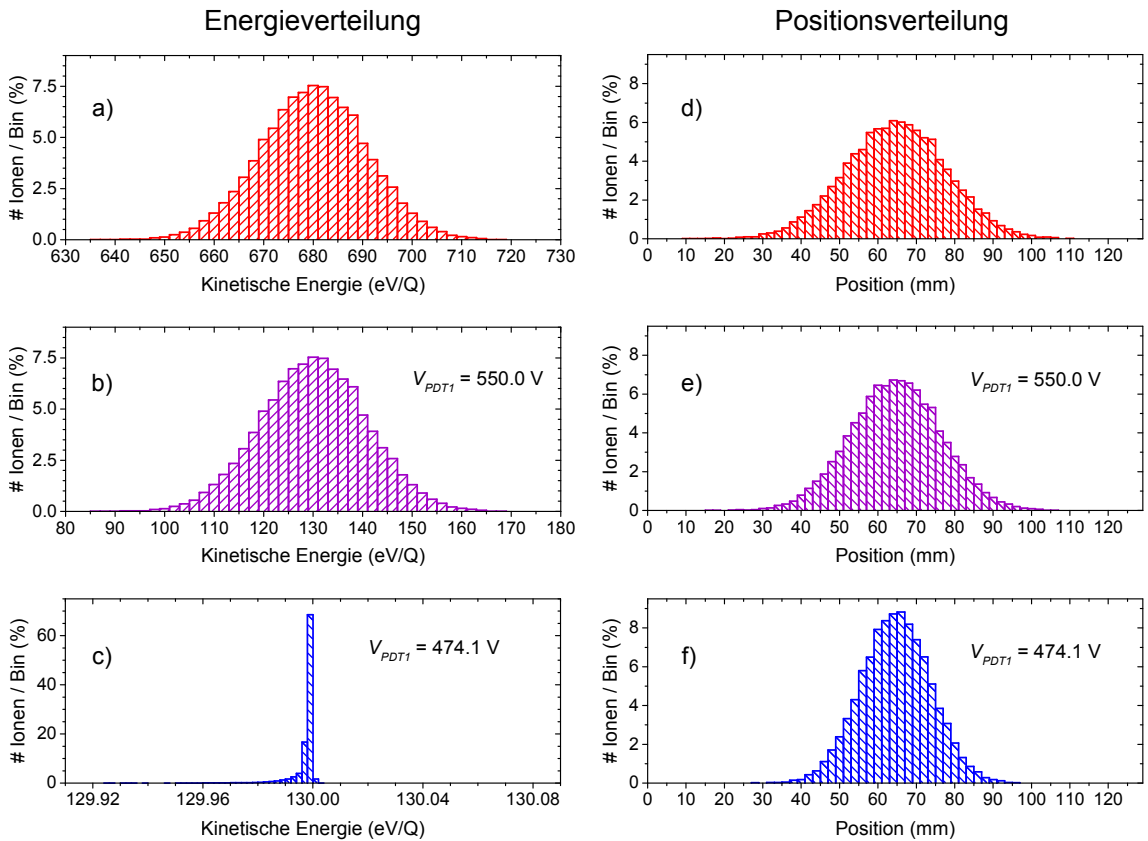 Energieverteilung
Positionsverteilung
a)
# Ionen / Bin (%)
7.5
5.0
2.5
0.0
630 640 650 660 670 680 690 700 710 720 730
Kinetische Energie (eV/Q)
d)
# Ionen / Bin (%)
8
6
4
2
0
0 10 20 30 40 50 60 70 80 90 100 110 120
Position (mm)
b)
V_PDT1 = 550.0 V
# Ionen / Bin (%)
7.5
5.0
2.5
0.0
80 90 100 110 120 130 140 150 160 170 180
Kinetische Energie (eV/Q)
e)
V_PDT1 = 550.0 V
# Ionen / Bin (%)
8
6
4
2
0
0 10 20 30 40 50 60 70 80 90 100 110 120
Position (mm)
c)
V_PDT1 = 474.1 V
# Ionen / Bin (%)
60
40
20
0
129.92 129.96 130.00 130.04 130.08
Kinetische Energie (eV/Q)
f)
V_PDT1 = 474.1 V
# Ionen / Bin (%)
8
6
4
2
0
0 10 20 30 40 50 60 70 80 90 100 110 120
Position (mm)